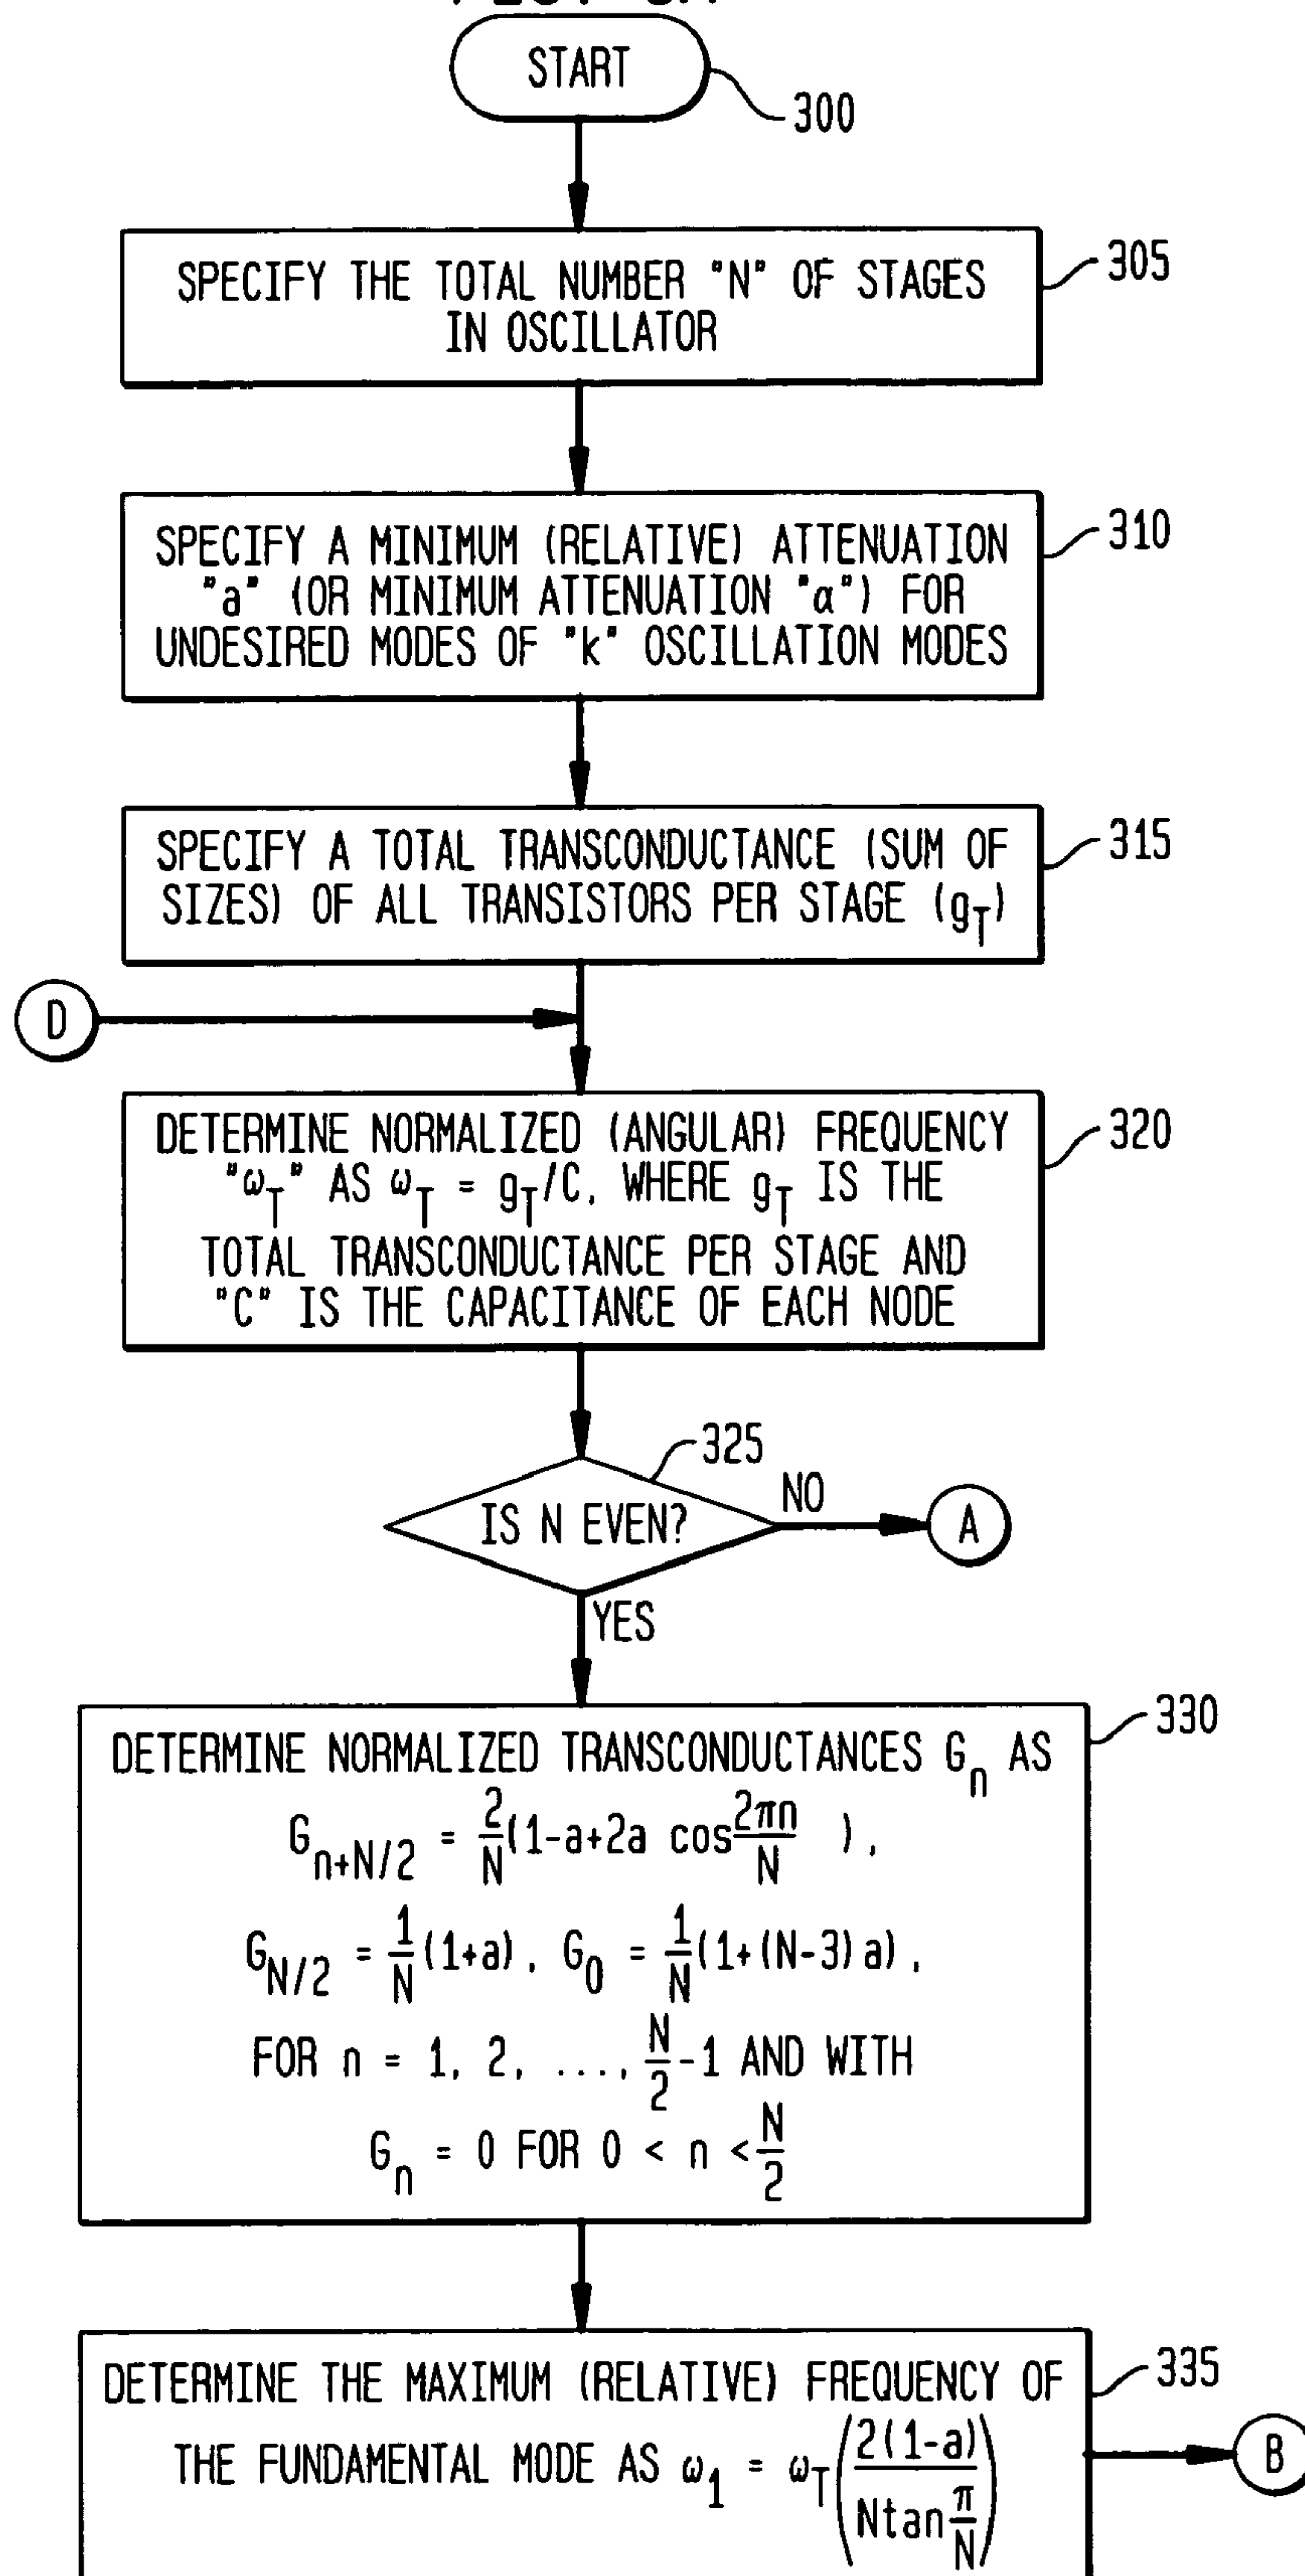 START
300
SPECIFY THE TOTAL NUMBER "N" OF STAGES
IN OSCILLATOR
305
SPECIFY A MINIMUM (RELATIVE) ATTENUATION
"a" (OR MINIMUM ATTENUATION "α") FOR
UNDESIRED MODES OF "k" OSCILLATION MODES
310
SPECIFY A TOTAL TRANSCONDUCTANCE (SUM OF
SIZES) OF ALL TRANSISTORS PER STAGE (g_T)
315
D
DETERMINE NORMALIZED (ANGULAR) FREQUENCY
"ω_T" AS ω_T = g_T/C, WHERE g_T IS THE
TOTAL TRANSCONDUCTANCE PER STAGE AND
"C" IS THE CAPACITANCE OF EACH NODE
320
325
IS N EVEN?
NO
A
YES
DETERMINE NORMALIZED TRANSCONDUCTANCES G_n AS
G_{n+N/2} = 2/N (1-a+2a cos 2πn/N ),
G_{N/2} = 1/N (1+a), G_0 = 1/N (1+(N-3)a),
FOR n = 1, 2, ..., N/2 -1 AND WITH
G_n = 0 FOR 0 < n < N/2
330
DETERMINE THE MAXIMUM (RELATIVE) FREQUENCY OF
THE FUNDAMENTAL MODE AS ω_1 = ω_T (2(1-a) / Ntan π/N)
335
B